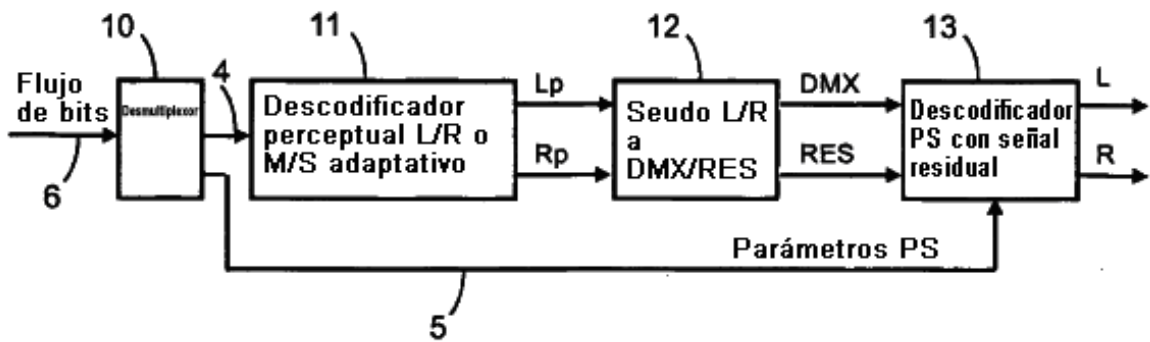 10
11
12
13
Flujo
de bits
6
Desmultiplexor
4
Descodificador
perceptual L/R o
M/S adaptativo
Lp
Rp
Seudo L/R
a
DMX/RES
DMX
RES
Descodificador
PS con señal
residual
L
R
Parámetros PS
5